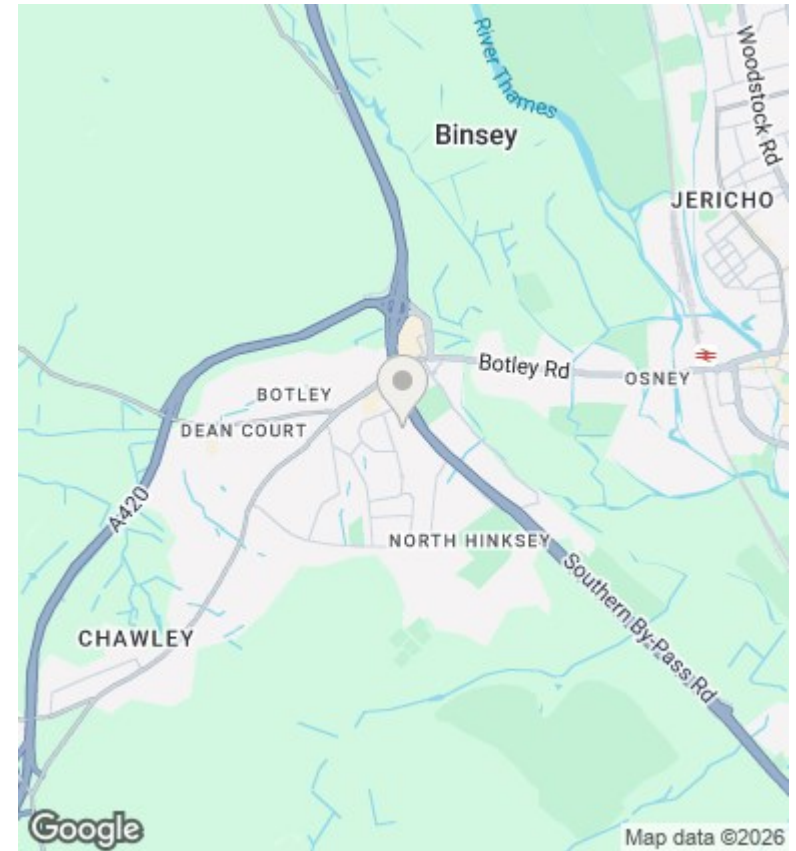 River Thames
Woodstock Rd
Binsey
JERICHO
Botley Rd
OSNEY
BOTLEY
DEAN COURT
A420
NORTH HINKSEY
Southern By-Pass Rd
CHAWLEY
Google
Map data ©2026